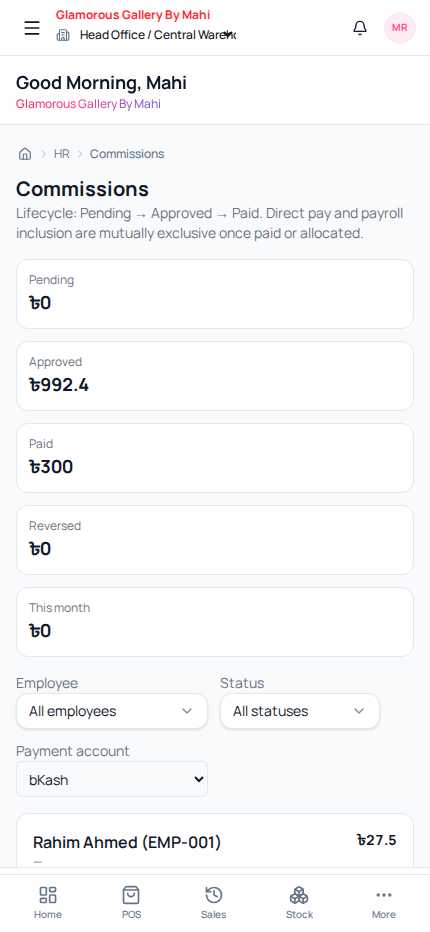 Glamorous Gallery By Mahi
Head Office / Central
MR
Good Morning, Mahi
Glamorous Gallery By Mahi
HR
Commissions
Commissions
Lifecycle: Pending → Approved → Paid. Direct pay and payroll
inclusion are mutually exclusive once paid or allocated.
Pending
৳0
Approved
৳992.4
Paid
৳300
Reversed
৳0
This month
৳0
Employee
Status
All employees
All statuses
Payment account
bKash
Rahim Ahmed (EMP-001)
৳27.5
—
Home
POS
Sales
Stock
More